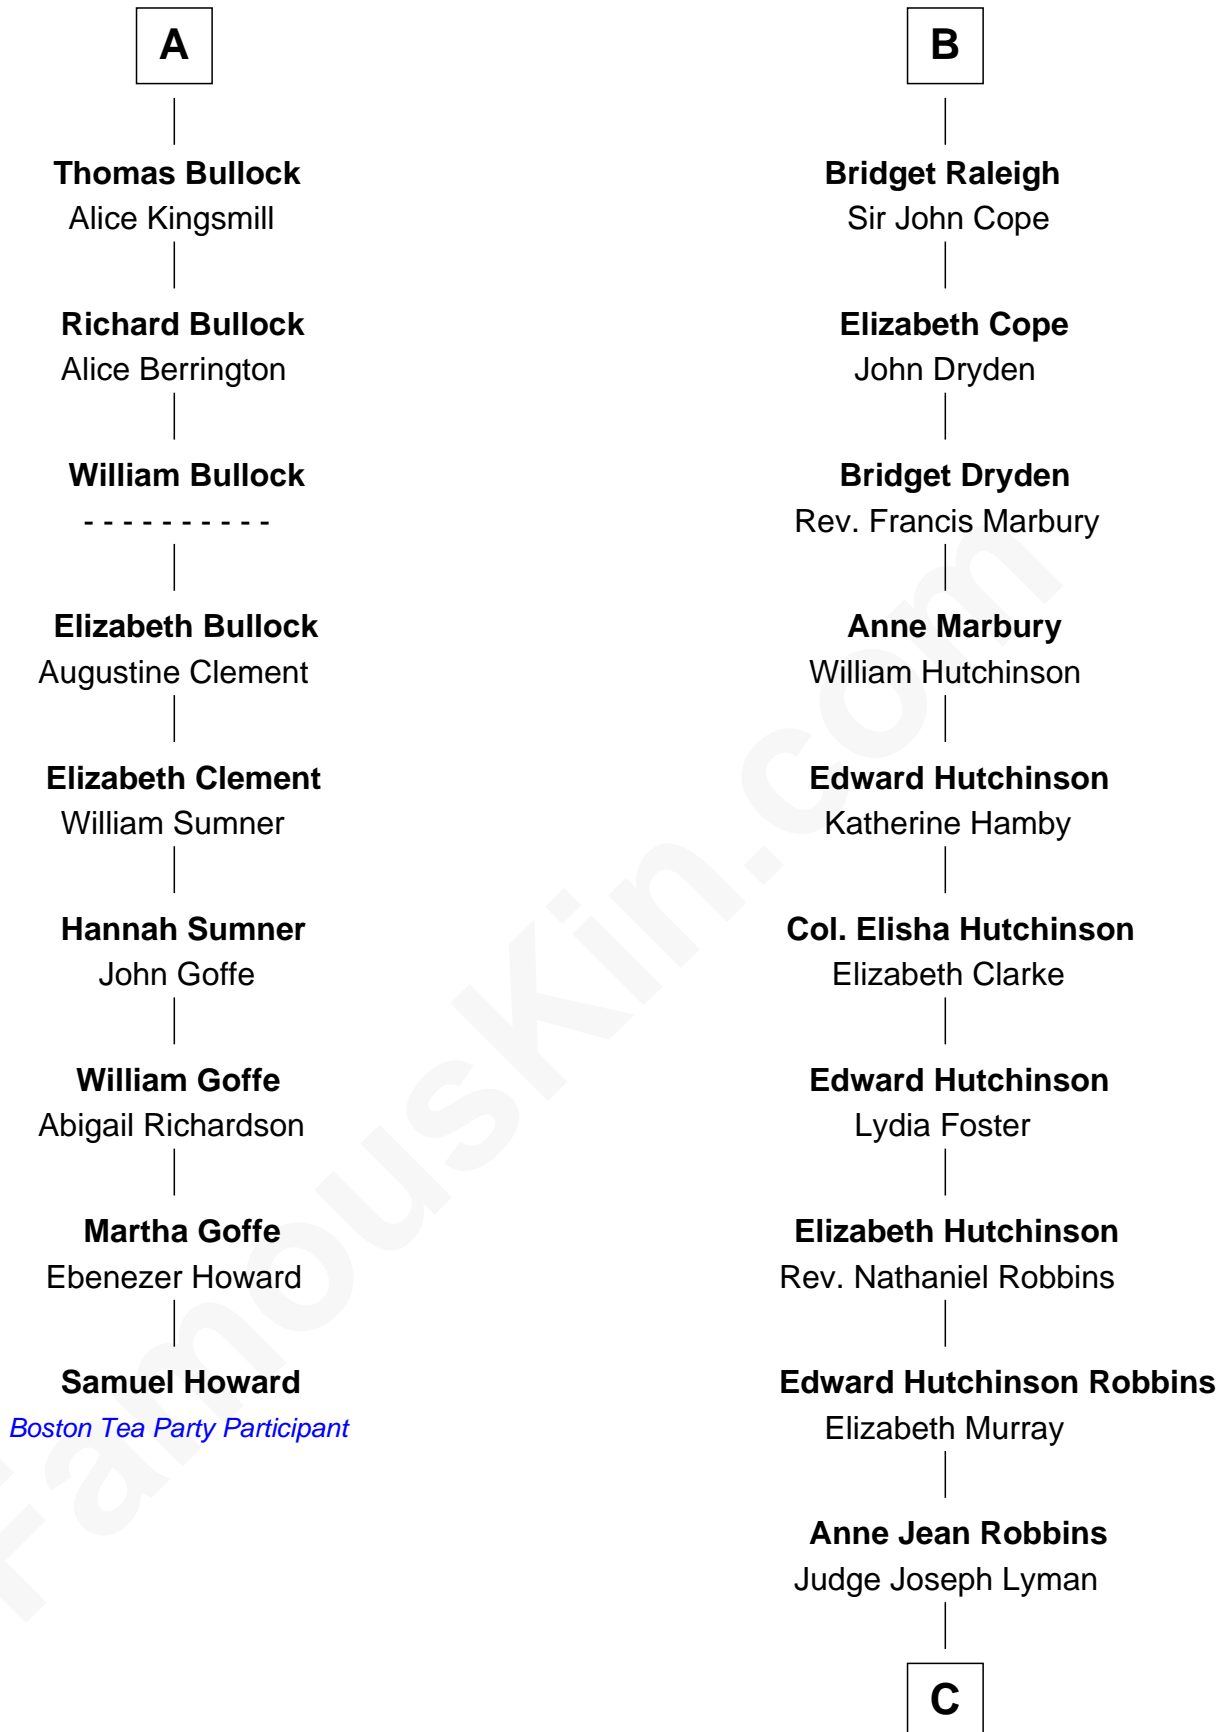 A
Thomas Bullock
Alice Kingsmill
Richard Bullock
Alice Berrington
William Bullock
- - - - - - - - - -
Elizabeth Bullock
Augustine Clement
Elizabeth Clement
William Sumner
Hannah Sumner
John Goffe
William Goffe
Abigail Richardson
Martha Goffe
Ebenezer Howard
Samuel Howard
Boston Tea Party Participant
B
Bridget Raleigh
Sir John Cope
Elizabeth Cope
John Dryden
Bridget Dryden
Rev. Francis Marbury
Anne Marbury
William Hutchinson
Edward Hutchinson
Katherine Hamby
Col. Elisha Hutchinson
Elizabeth Clarke
Edward Hutchinson
Lydia Foster
Elizabeth Hutchinson
Rev. Nathaniel Robbins
Edward Hutchinson Robbins
Elizabeth Murray
Anne Jean Robbins
Judge Joseph Lyman
C
FamousKin.com